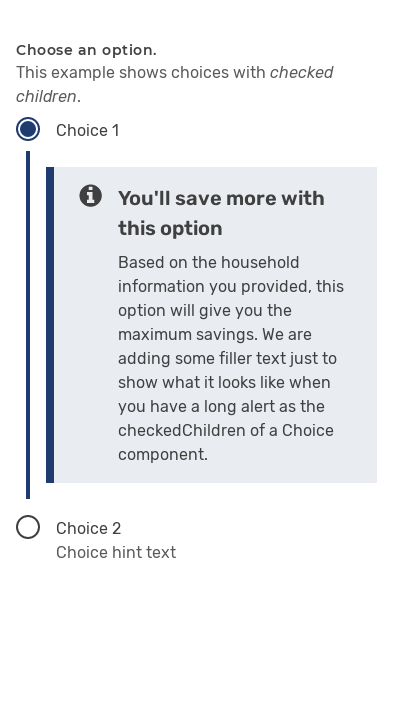 Choose an option.
This example shows choices with checked
children.
Choice 1
You'll save more with
this option
Based on the household
information you provided, this
option will give you the
maximum savings. We are
adding some filler text just to
show what it looks like when
you have a long alert as the
checkedChildren of a Choice
component.
Choice 2
Choice hint text